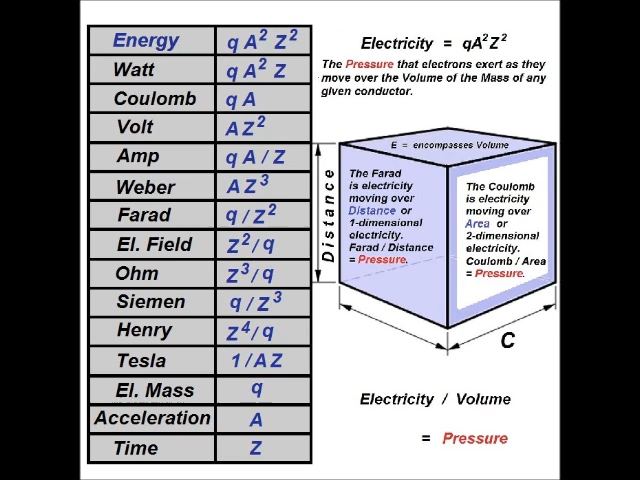 Energy q A² Z²
Watt q A² Z
Coulomb q A
Volt A Z²
Amp q A / Z
Weber A Z³
Farad q / Z²
El. Field Z² / q
Ohm Z³ / q
Siemen q / Z³
Henry Z⁴ / q
Tesla 1 / A Z
El. Mass q
Acceleration A
Time Z
Electricity = qA²Z²
The Pressure that electrons exert as they
move over the Volume of the Mass of any
given conductor.
E = encompasses Volume
Distance
The Farad
is electricity
moving over
Distance or
1-dimensional
electricity.
Farad / Distance
= Pressure.
The Coulomb
is electricity
moving over
Area or
2-dimensional
electricity.
Coulomb / Area
= Pressure.
C
Electricity / Volume
= Pressure